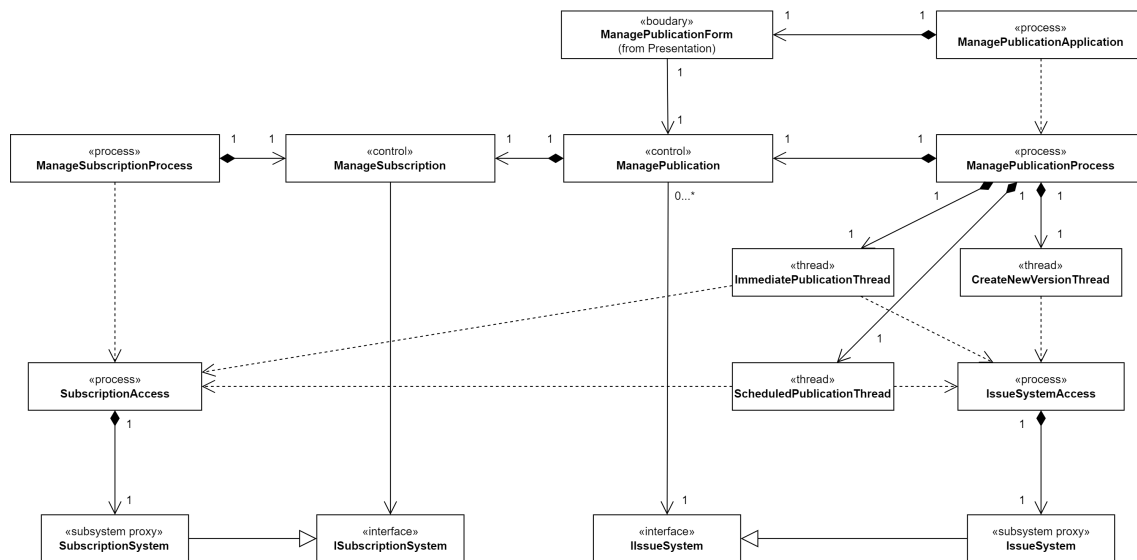 «boudary»
ManagePublicationForm
(from Presentation)
1
1
«process»
ManagePublicationApplication
1
1
«process»
ManageSubscriptionProcess
1
1
«control»
ManageSubscription
1
1
«control»
ManagePublication
1
1
«process»
ManagePublicationProcess
0...*
1
1
1
1
1
«thread»
ImmediatePublicationThread
«thread»
CreateNewVersionThread
1
«process»
SubscriptionAccess
«thread»
ScheduledPublicationThread
«process»
IssueSystemAccess
1
1
1
1
1
«subsystem proxy»
SubscriptionSystem
«interface»
ISubscriptionSystem
«interface»
IIssueSystem
«subsystem proxy»
IssueSystem